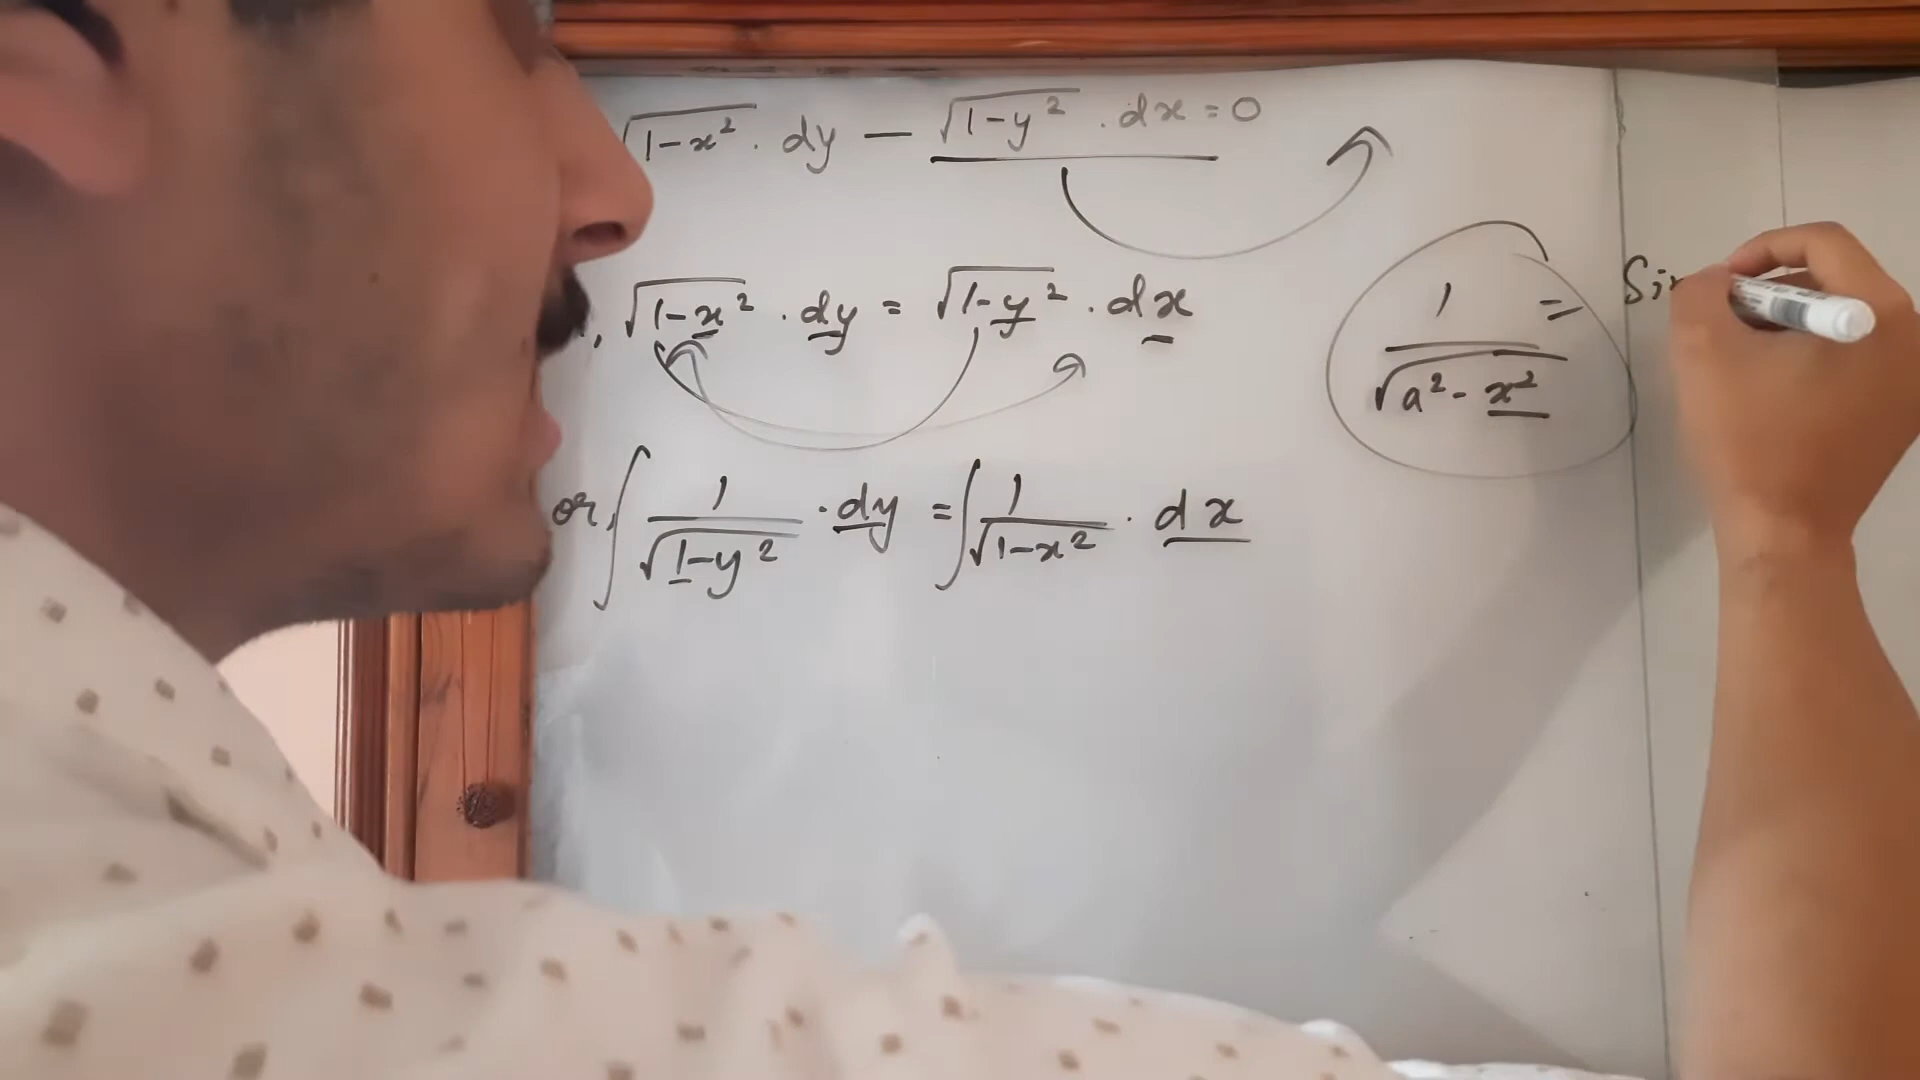 √1-x² . dy — √1-y² . dx = 0
, √1-x² . dy = √1-y² . dx
1/√a²-x² = Sin
or, ∫ 1/√1-y² . dy = ∫ 1/√1-x² . dx